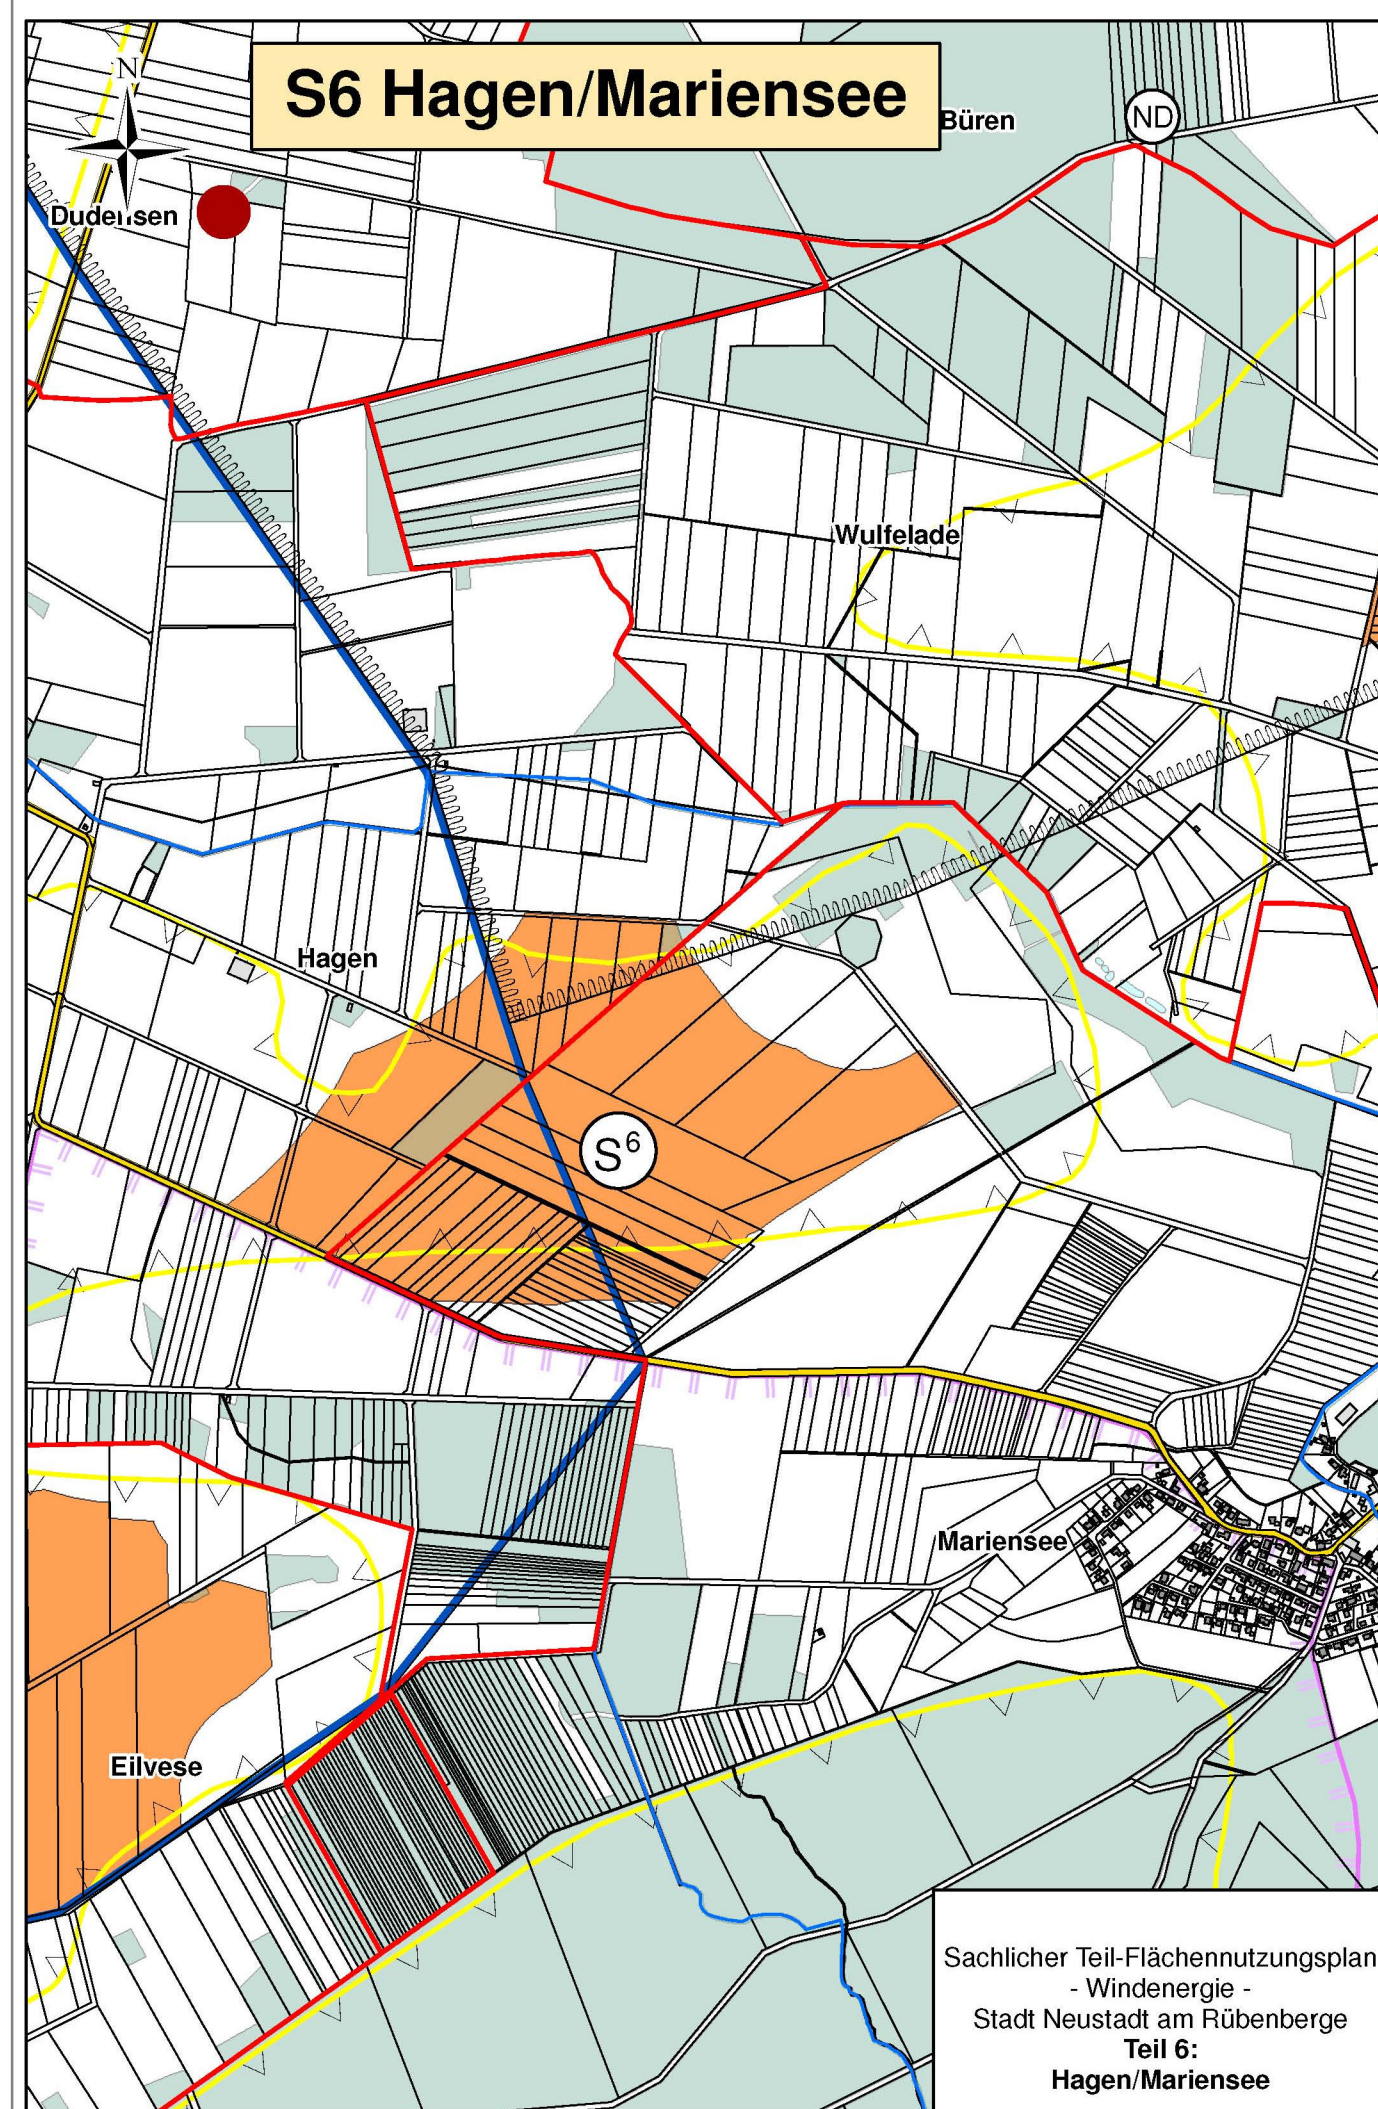 S6 Hagen/Mariensee
N
Büren
ND
Dudensen
Wulfelade
Hagen
S6
Mariensee
Eilvese
Sachlicher Teil-Flächennutzungsplan
- Windenergie -
Stadt Neustadt am Rübenberge
Teil 6:
Hagen/Mariensee